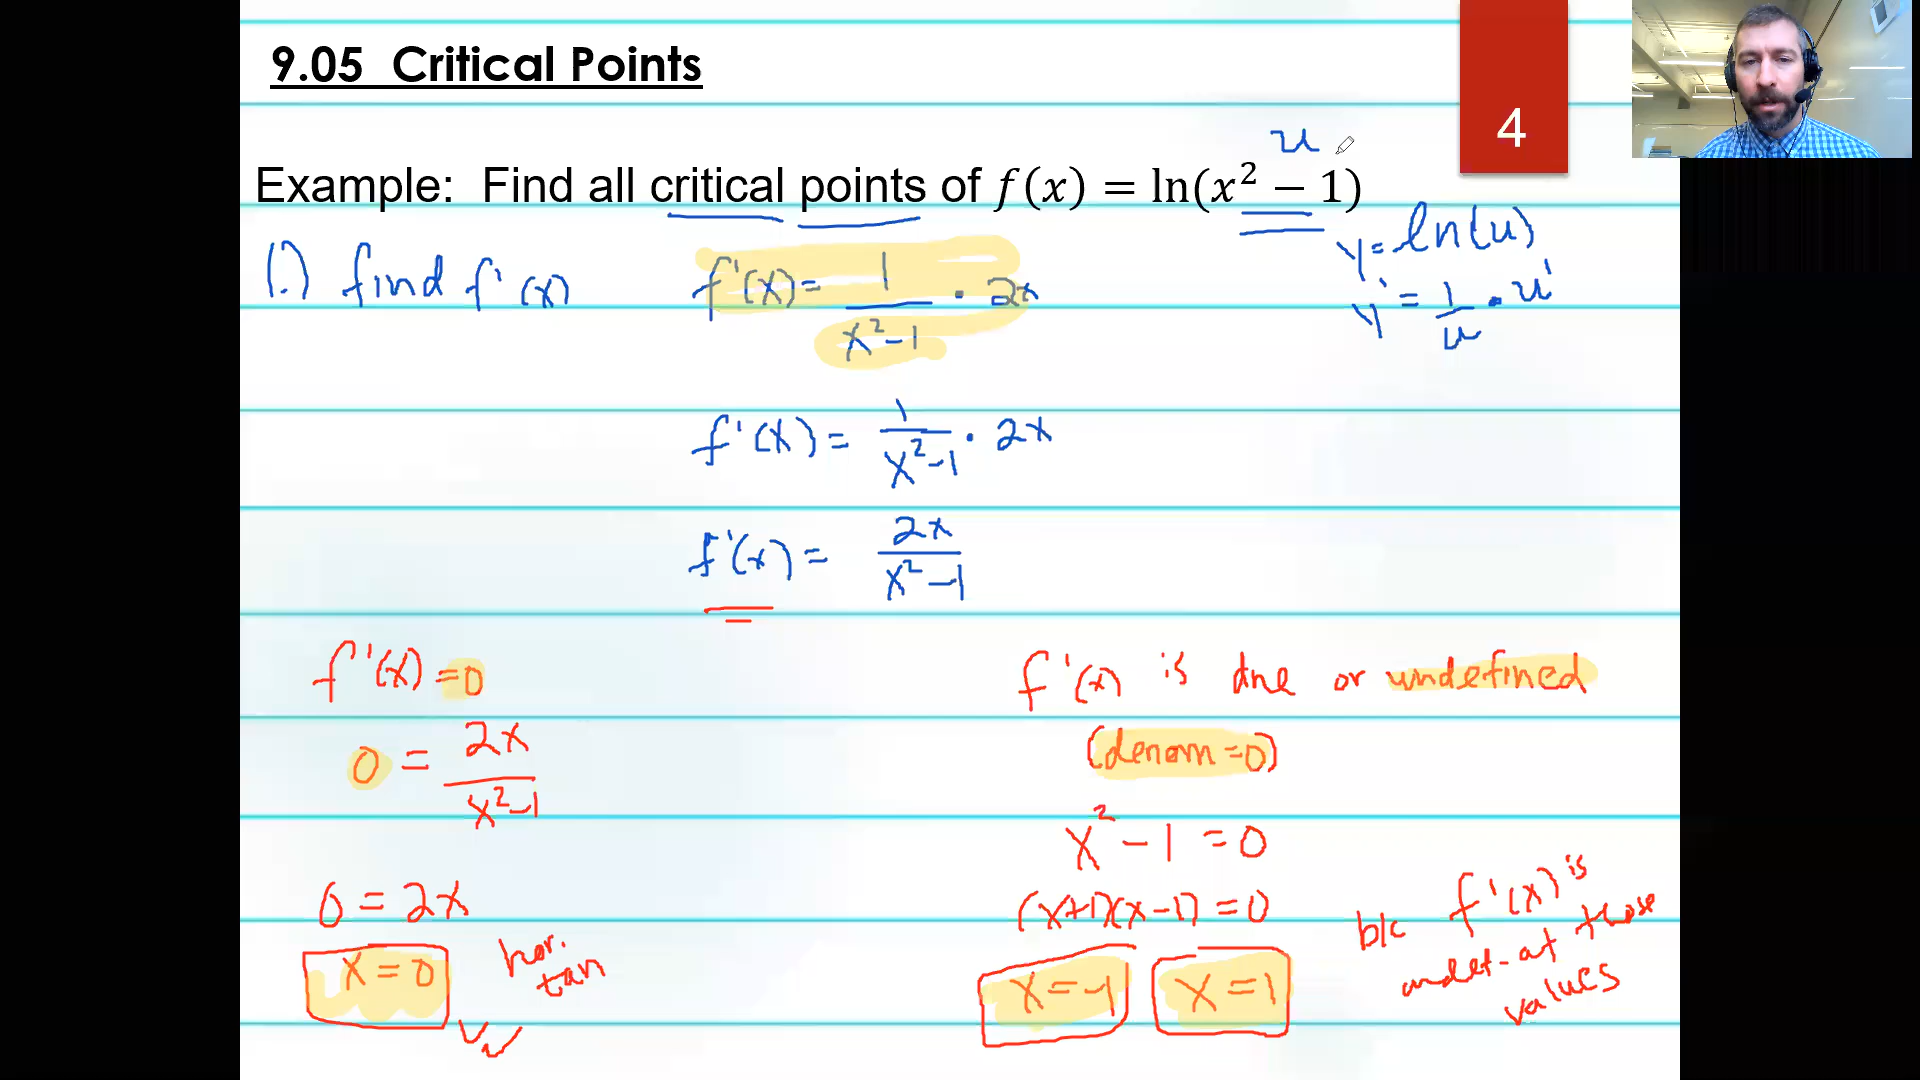 9.05 Critical Points
4
u
Example: Find all critical points of f(x) = ln(x² − 1)
y = ln(u)
1.) find f'(x)
f'(x) = 1/(x²-1) · 2x
y' = 1/u · u'
f'(x) = 1/(x²-1) · 2x
f'(x) = 2x/(x²-1)
f'(x) = 0
0 = 2x/(x²-1)
0 = 2x
x = 0
hor.
tan
f'(x) is dne or undefined
(denom = 0)
x² - 1 = 0
(x+1)(x-1) = 0
x = -1
x = 1
b/c f'(x) is
undef. at those
values